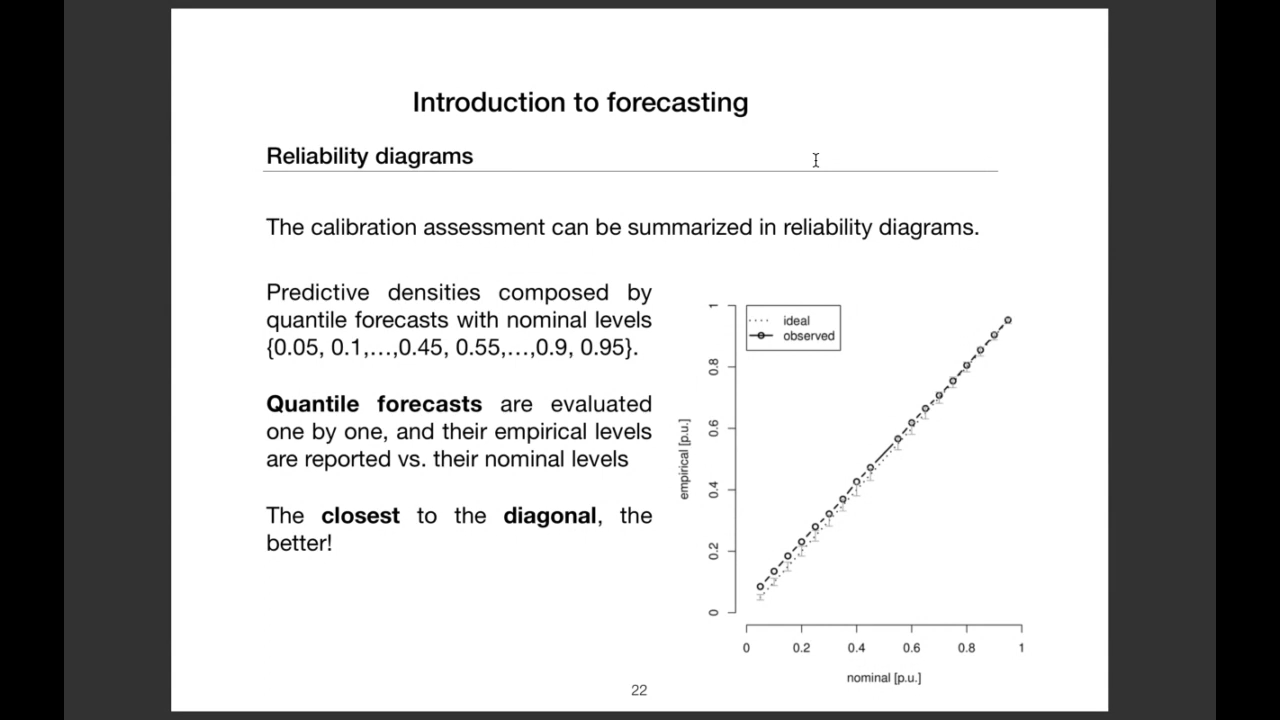 Introduction to forecasting
Reliability diagrams
The calibration assessment can be summarized in reliability diagrams.
Predictive densities composed by
quantile forecasts with nominal levels
{0.05, 0.1,...,0.45, 0.55,...,0.9, 0.95}.
Quantile forecasts are evaluated
one by one, and their empirical levels
are reported vs. their nominal levels
The closest to the diagonal, the
better!
ideal
observed
empirical [p.u.]
1
0.8
0.6
0.4
0.2
0
0 0.2 0.4 0.6 0.8 1
nominal [p.u.]
22